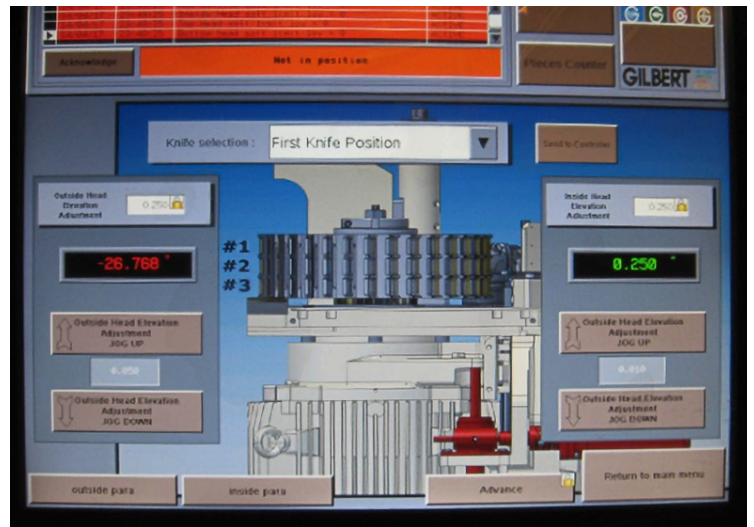 Acknowledge
Not in position
Pieces Counter
GILBERT
Knife selection :
First Knife Position
Send to Controller
Outside Head
Elevation
Adjustment
0.250
Inside Head
Elevation
Adjustment
0.250
#1
#2
#3
-26.768 "
0.250 "
Outside Head Elevation
Adjustment
JOG UP
0.050
Outside Head Elevation
Adjustment
JOG DOWN
Outside Head Elevation
Adjustment
JOG UP
0.050
Outside Head Elevation
Adjustment
JOG DOWN
outside para
inside para
Advance
Return to main menu